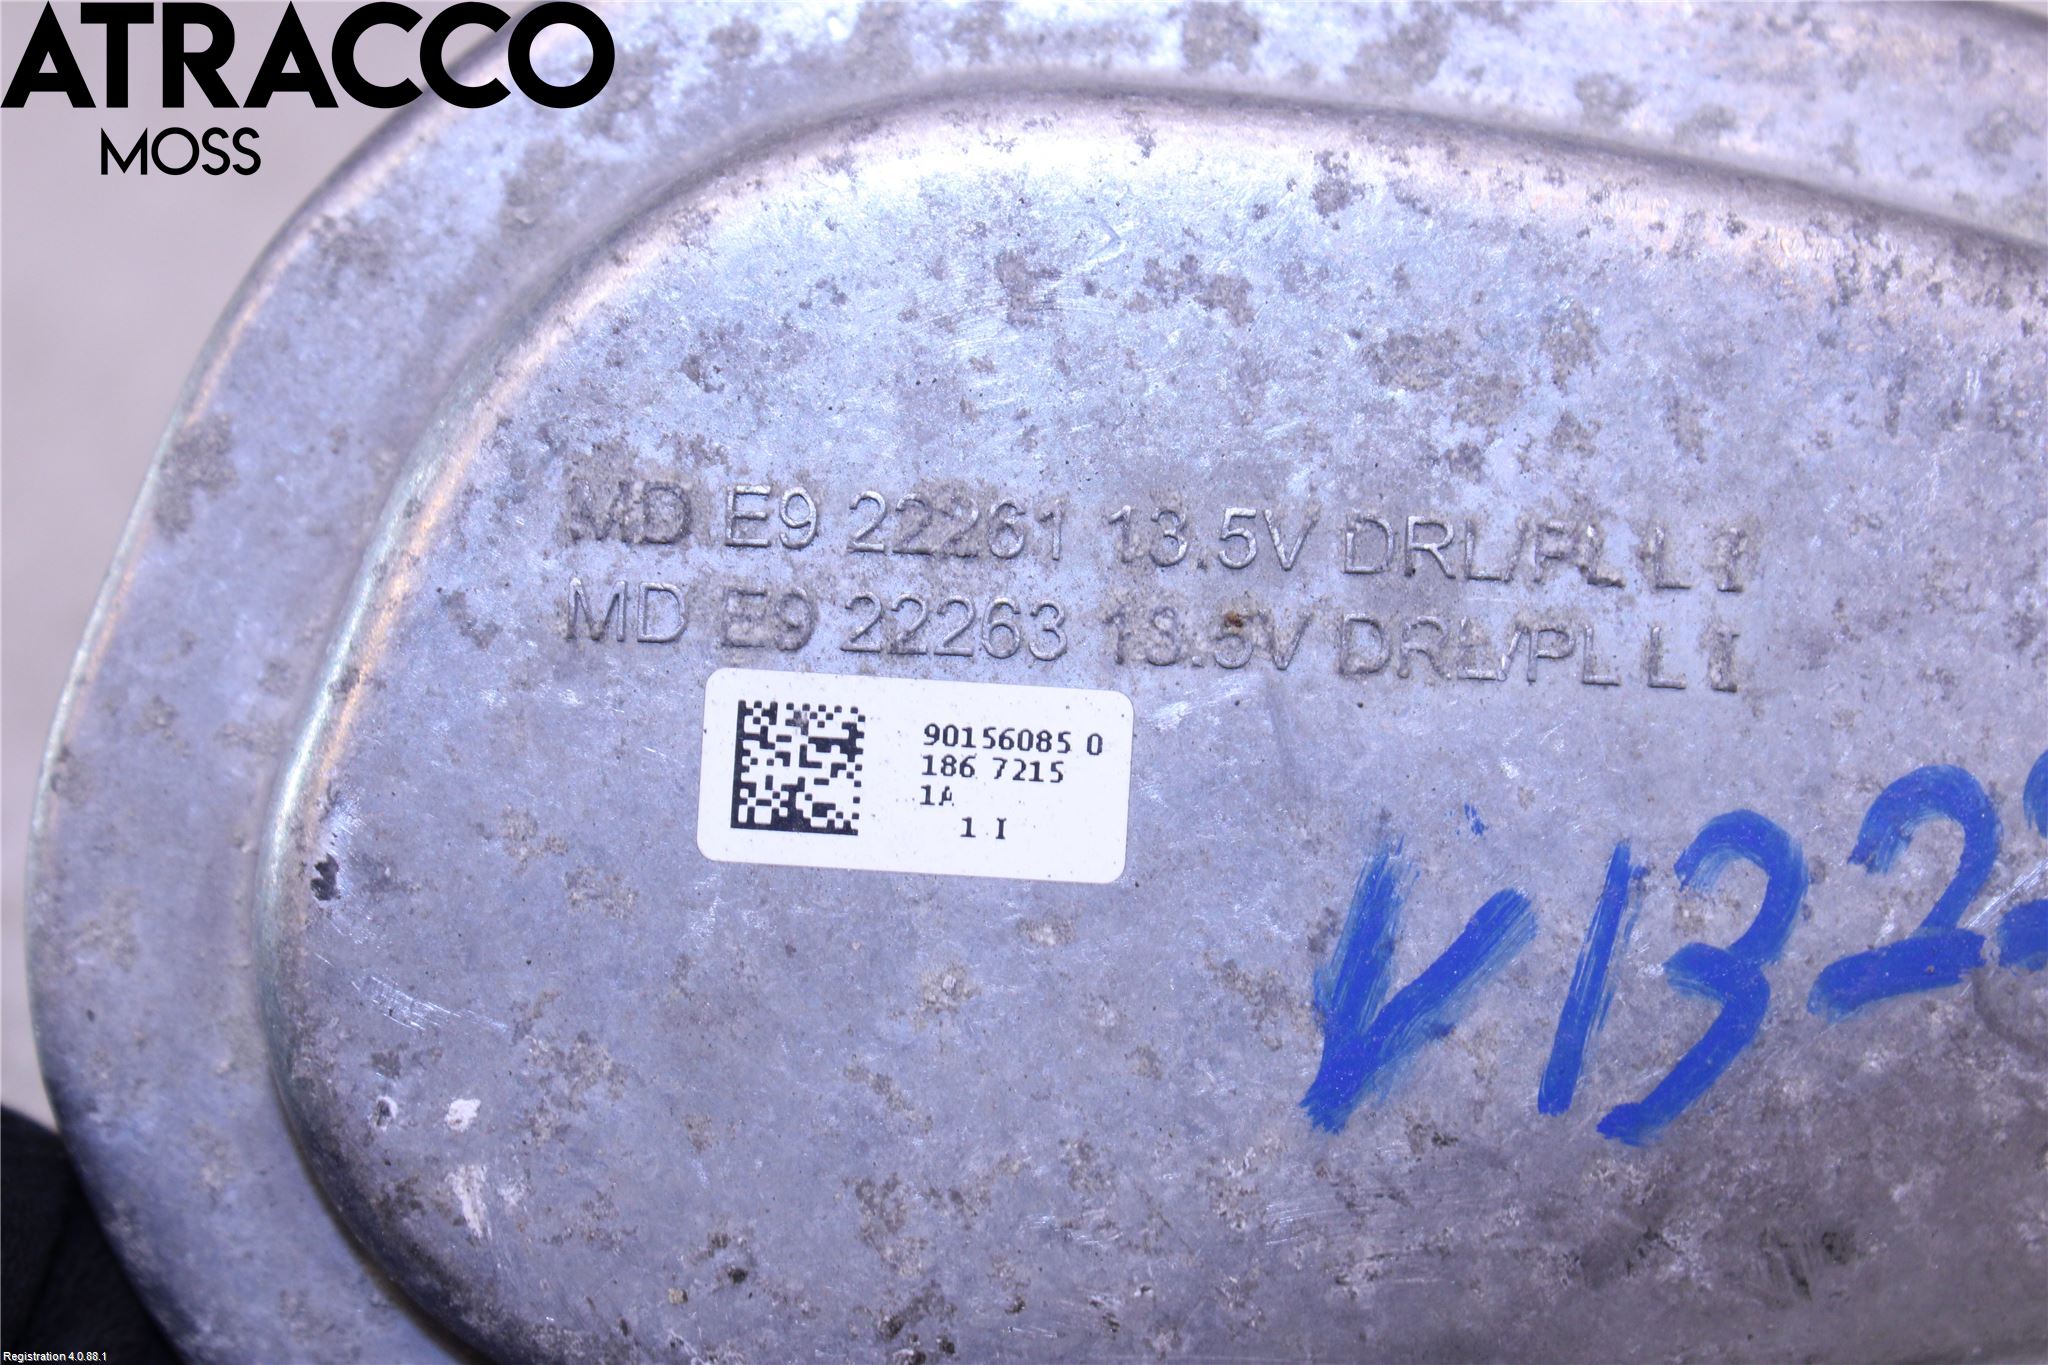 ATRACCO
MOSS
MD E9 22261 13.5V DRL/PL L I
MD E9 22263 13.5V DRL/PL L I
90156085 0
186 7215
1A
1 I
V132
Registration 4.0.88.1